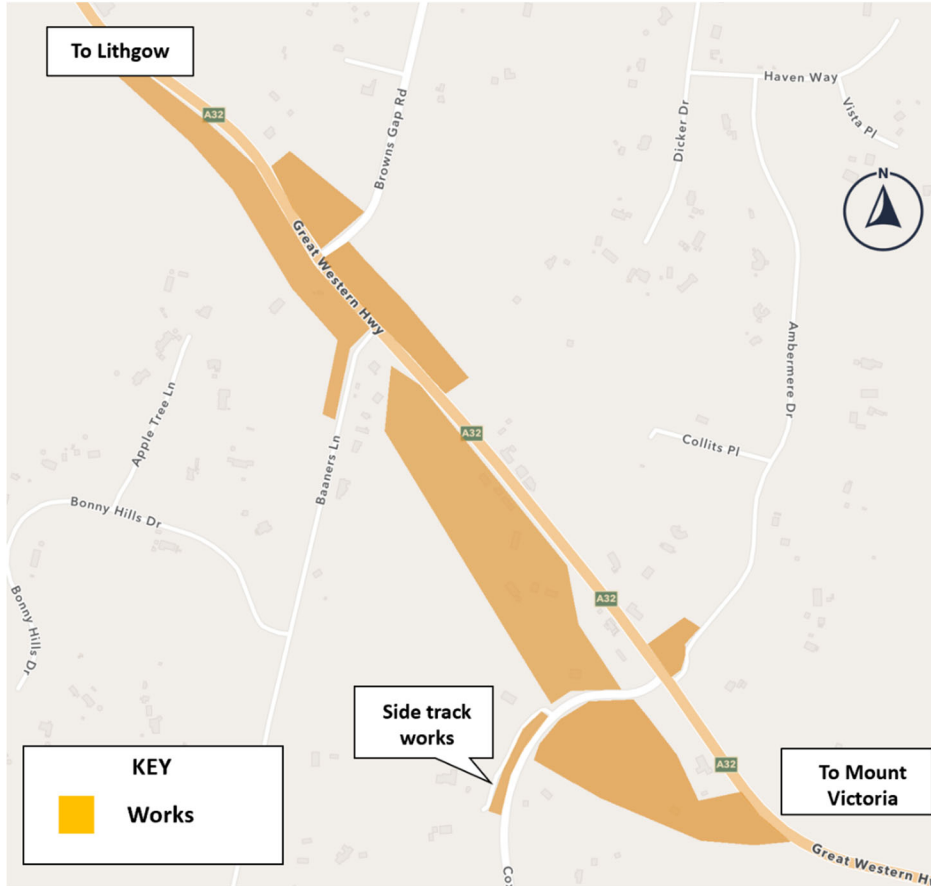 To Lithgow
A32
Browns Gap Rd
Haven Way
Vista Pl
Dicker Dr
N
Great Western Hwy
Ambermere Dr
Apple Tree Ln
Baaners Ln
A32
Collits Pl
Bonny Hills Dr
Bonny Hills Dr
A32
Side track
works
KEY
Works
A32
To Mount
Victoria
Great Western